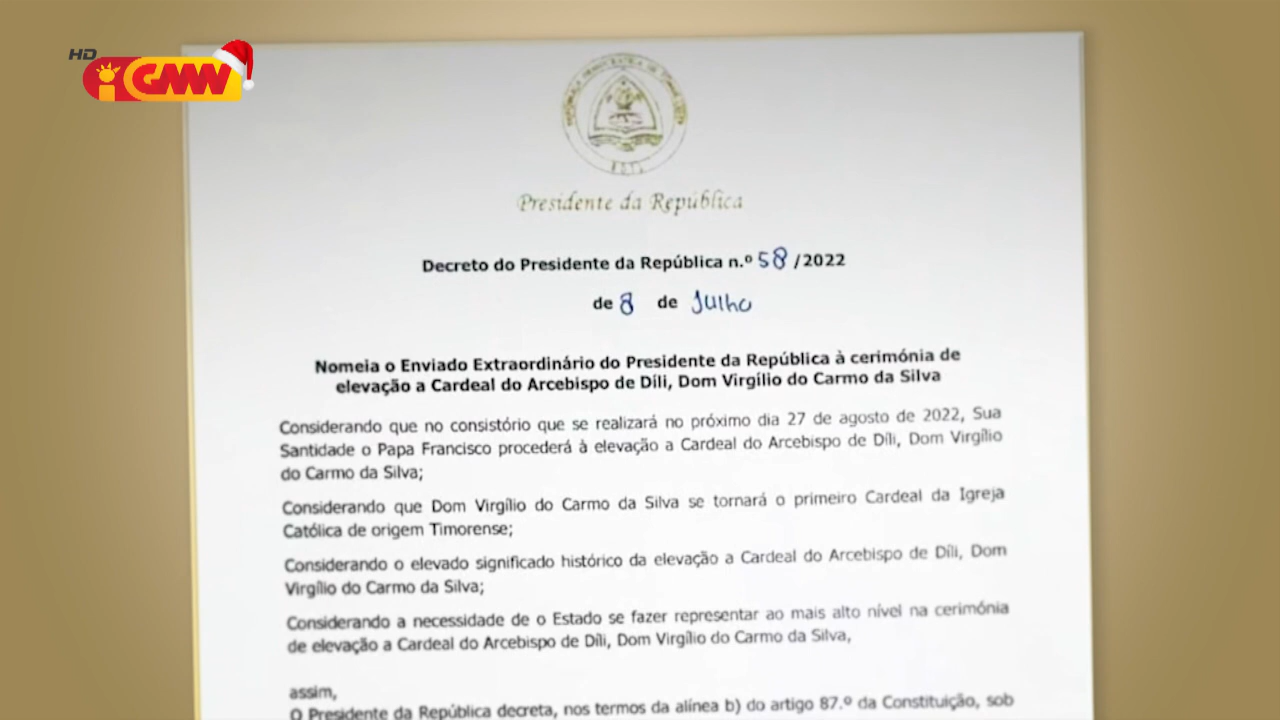 HD
GMN
RDTL
Presidente da República
Decreto do Presidente da República n.º 58 /2022
de 8 de Julho
Nomeia o Enviado Extraordinário do Presidente da República à cerimónia de
elevação a Cardeal do Arcebispo de Díli, Dom Virgílio do Carmo da Silva
Considerando que no consistório que se realizará no próximo dia 27 de agosto de 2022, Sua
Santidade o Papa Francisco procederá à elevação a Cardeal do Arcebispo de Díli, Dom Virgílio
do Carmo da Silva;
Considerando que Dom Virgílio do Carmo da Silva se tornará o primeiro Cardeal da Igreja
Católica de origem Timorense;
Considerando o elevado significado histórico da elevação a Cardeal do Arcebispo de Díli, Dom
Virgílio do Carmo da Silva;
Considerando a necessidade de o Estado se fazer representar ao mais alto nível na cerimónia
de elevação a Cardeal do Arcebispo de Díli, Dom Virgílio do Carmo da Silva,
assim,
O Presidente da República decreta, nos termos da alínea b) do artigo 87.º da Constituição, sob